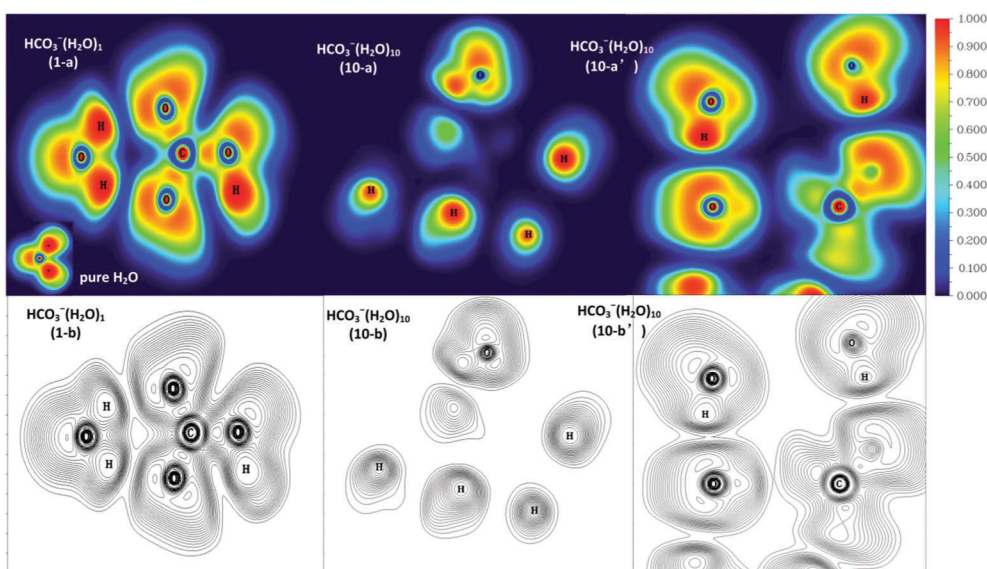 HCO₃⁻(H₂O)₁
(1-a)
HCO₃⁻(H₂O)₁₀
(10-a)
HCO₃⁻(H₂O)₁₀
(10-a’ )
1.000
0.900
0.800
0.700
0.600
0.500
0.400
0.300
0.200
0.100
0.000
O
O
O
H
H
O
H
C
O
O
H
O
H
H
H
H
O
H
O
H
O
C
pure H₂O
HCO₃⁻(H₂O)₁
(1-b)
HCO₃⁻(H₂O)₁₀
(10-b)
HCO₃⁻(H₂O)₁₀
(10-b’ )
O
O
O
H
H
O
C
O
H
H
O
H
H
H
H
O
H
O
H
O
C